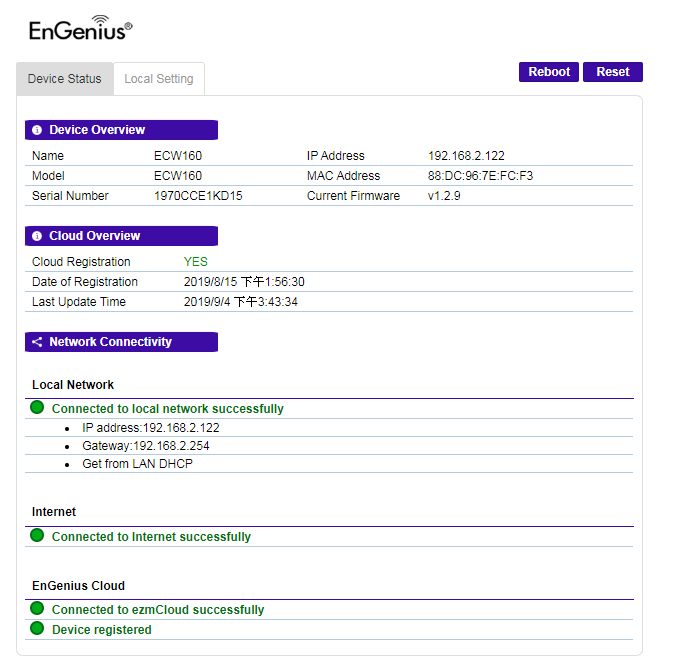 EnGenius®
Device Status Local Setting Reboot Reset
Device Overview
Name ECW160 IP Address 192.168.2.122
Model ECW160 MAC Address 88:DC:96:7E:FC:F3
Serial Number 1970CCE1KD15 Current Firmware v1.2.9
Cloud Overview
Cloud Registration YES
Date of Registration 2019/8/15 下午1:56:30
Last Update Time 2019/9/4 下午3:43:34
Network Connectivity
Local Network
Connected to local network successfully
• IP address:192.168.2.122
• Gateway:192.168.2.254
• Get from LAN DHCP
Internet
Connected to Internet successfully
EnGenius Cloud
Connected to ezmCloud successfully
Device registered